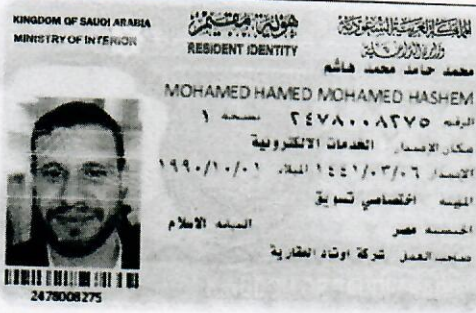 KINGDOM OF SAUDI ARABIA
MINISTRY OF INTERIOR
هوية مقيم
RESIDENT IDENTITY
المملكة العربية السعودية
وزارة الداخلية
محمد حامد محمد هاشم
MOHAMED HAMED MOHAMED HASHEM
الرقم ٢٤٧٨٠٠٨٢٧٥ نسخة ١
مكان الاصدار الخدمات الالكترونية
الاصدار ١٤٤١/٠٣/٠٦ الميلاد ١٩٩٠/١٠/٠١
المهنة اختصاصي تسويق
الجنسية مصر الديانة الاسلام
صاحب العمل شركة اوتاد العقارية
2478008275